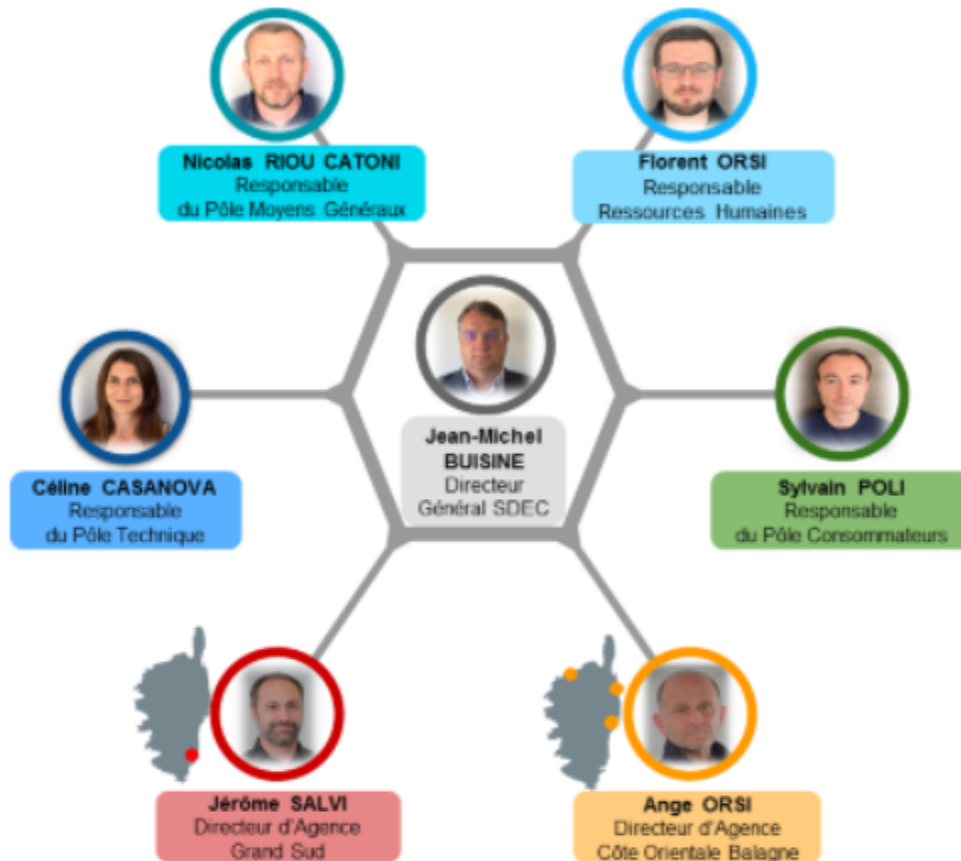 Nicolas RIOU CATONI
Responsable
du Pôle Moyens Généraux
Florent ORSI
Responsable
Ressources Humaines
Jean-Michel
BUISINE
Directeur
Général SDEC
Céline CASANOVA
Responsable
du Pôle Technique
Sylvain POLI
Responsable
du Pôle Consommateurs
Jérôme SALVI
Directeur d'Agence
Grand Sud
Ange ORSI
Directeur d'Agence
Côte Orientale Balagne